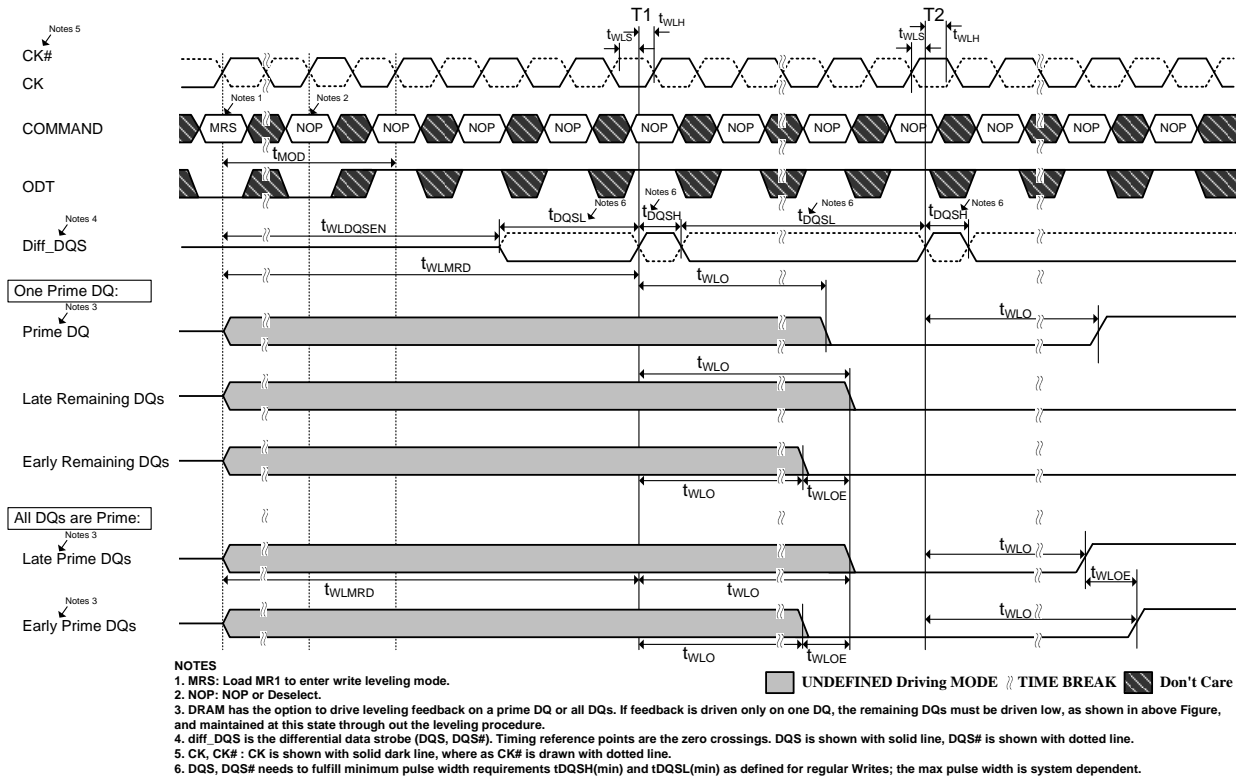 T1 T2
Notes 5
tWLS tWLH tWLS tWLH
CK#
CK
Notes 1 Notes 2
COMMAND MRS NOP NOP NOP NOP NOP NOP NOP NOP NOP NOP NOP
tMOD
ODT
Notes 6 Notes 6 Notes 6 Notes 6
Notes 4 tWLDQSEN tDQSL tDQSH tDQSL tDQSH
Diff_DQS
tWLMRD tWLO
One Prime DQ:
Notes 3
Prime DQ tWLO
tWLO
Late Remaining DQs
Early Remaining DQs
tWLO tWLOE
All DQs are Prime:
Notes 3
Late Prime DQs tWLO
tWLMRD tWLO tWLOE
Notes 3
Early Prime DQs tWLO
tWLO tWLOE
NOTES
1. MRS: Load MR1 to enter write leveling mode.
UNDEFINED Driving MODE TIME BREAK Don't Care
2. NOP: NOP or Deselect.
3. DRAM has the option to drive leveling feedback on a prime DQ or all DQs. If feedback is driven only on one DQ, the remaining DQs must be driven low, as shown in above Figure,
and maintained at this state through out the leveling procedure.
4. diff_DQS is the differential data strobe (DQS, DQS#). Timing reference points are the zero crossings. DQS is shown with solid line, DQS# is shown with dotted line.
5. CK, CK# : CK is shown with solid dark line, where as CK# is drawn with dotted line.
6. DQS, DQS# needs to fulfill minimum pulse width requirements tDQSH(min) and tDQSL(min) as defined for regular Writes; the max pulse width is system dependent.